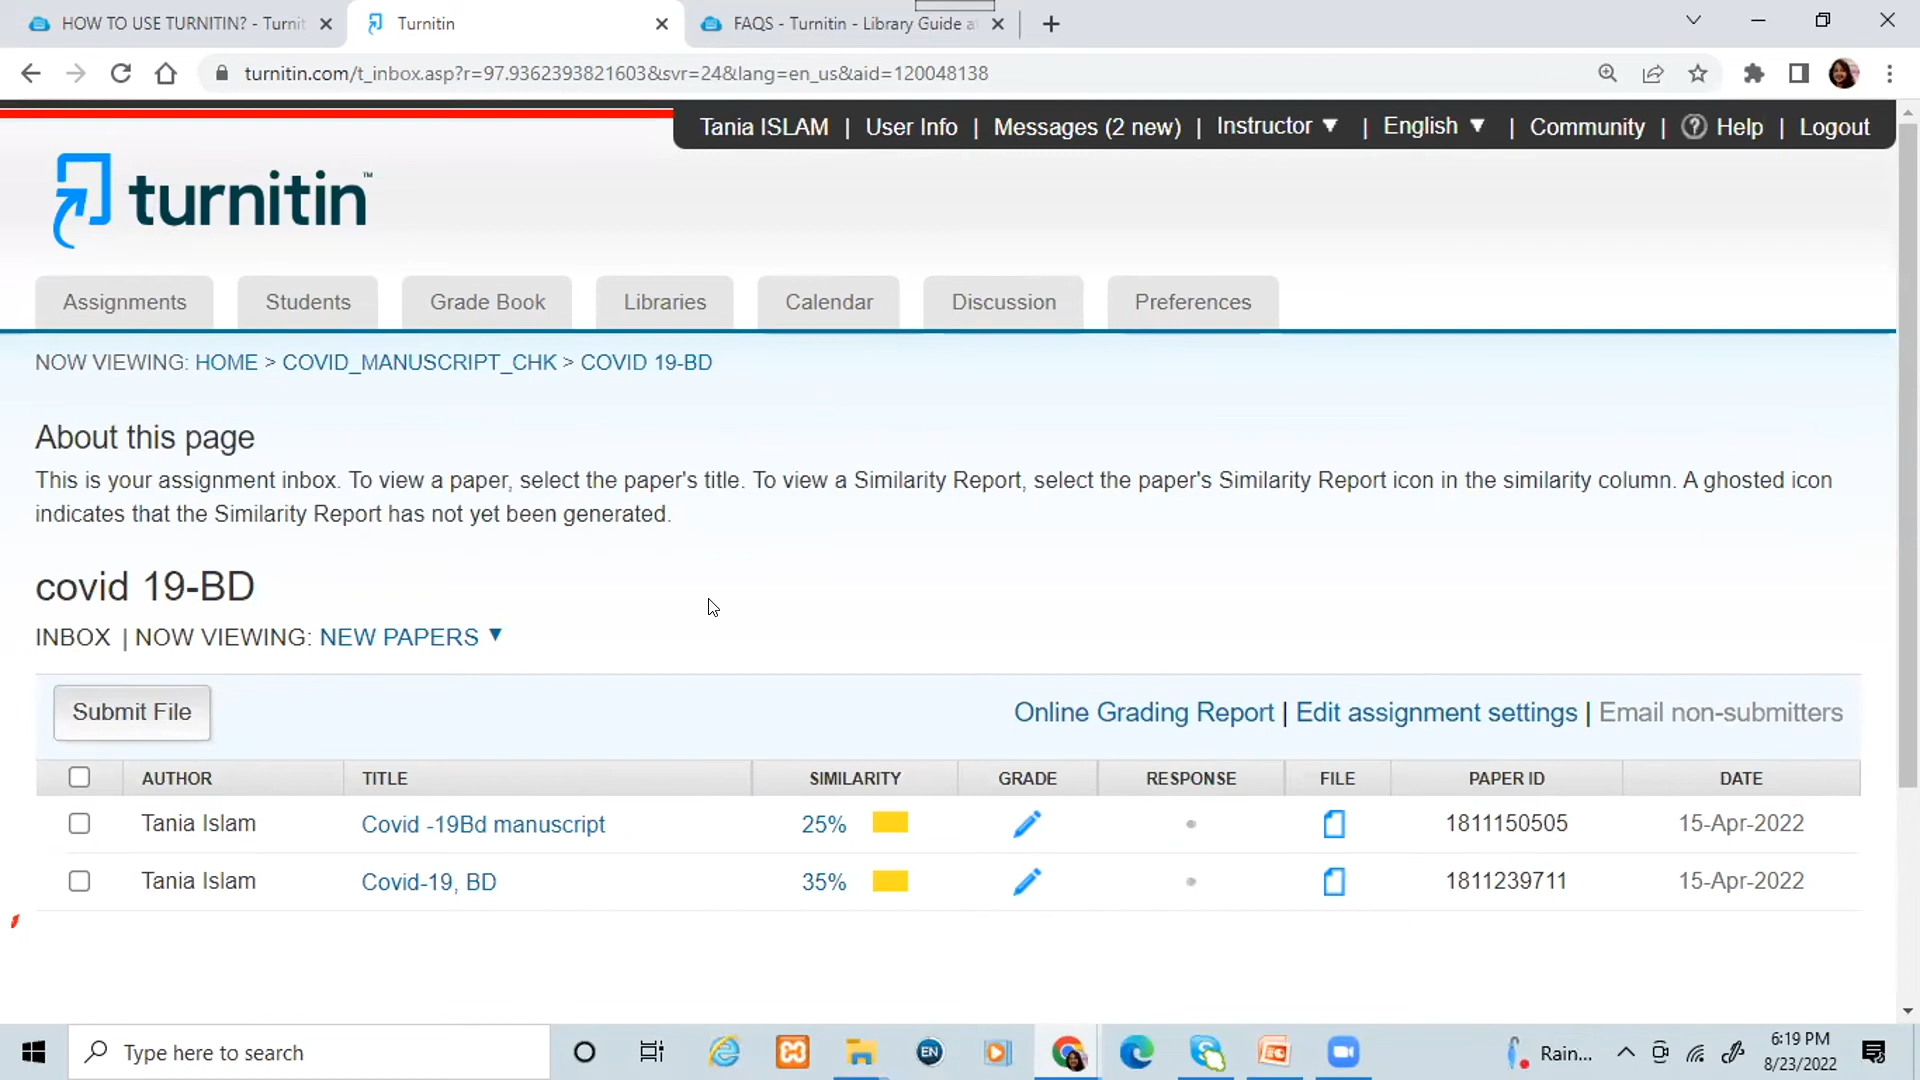 HOW TO USE TURNITIN? - Turnit
Turnitin
FAQS - Turnitin - Library Guide a
turnitin.com/t_inbox.asp?r=97.9362393821603&svr=24&lang=en_us&aid=120048138
Tania ISLAM | User Info | Messages (2 new) | Instructor ▼ | English ▼ | Community | ? Help | Logout
turnitin™
Assignments Students Grade Book Libraries Calendar Discussion Preferences
NOW VIEWING: HOME > COVID_MANUSCRIPT_CHK > COVID 19-BD
About this page
This is your assignment inbox. To view a paper, select the paper's title. To view a Similarity Report, select the paper's Similarity Report icon in the similarity column. A ghosted icon
indicates that the Similarity Report has not yet been generated.
covid 19-BD
INBOX | NOW VIEWING: NEW PAPERS ▼
Submit File Online Grading Report | Edit assignment settings | Email non-submitters
AUTHOR TITLE SIMILARITY GRADE RESPONSE FILE PAPER ID DATE
Tania Islam Covid -19Bd manuscript 25% 1811150505 15-Apr-2022
Tania Islam Covid-19, BD 35% 1811239711 15-Apr-2022
Type here to search
EN
Rain...
6:19 PM
8/23/2022